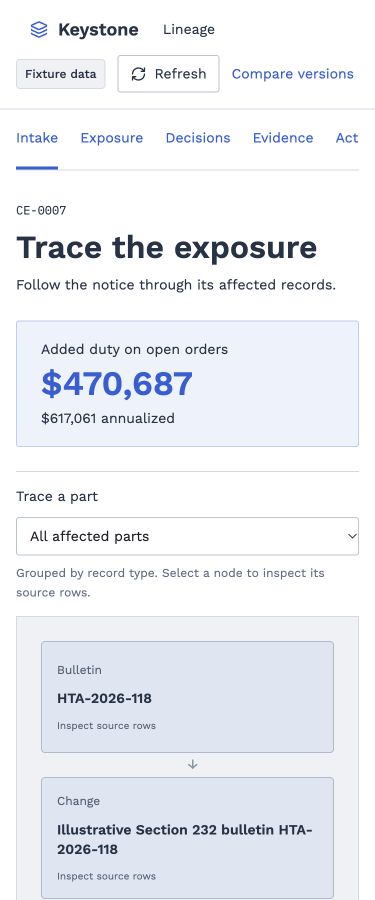 Keystone
Lineage
Fixture data
Refresh
Compare versions
Intake
Exposure
Decisions
Evidence
Act
CE-0007
Trace the exposure
Follow the notice through its affected records.
Added duty on open orders
$470,687
$617,061 annualized
Trace a part
All affected parts
Grouped by record type. Select a node to inspect its
source rows.
Bulletin
HTA-2026-118
Inspect source rows
Change
Illustrative Section 232 bulletin HTA-
2026-118
Inspect source rows